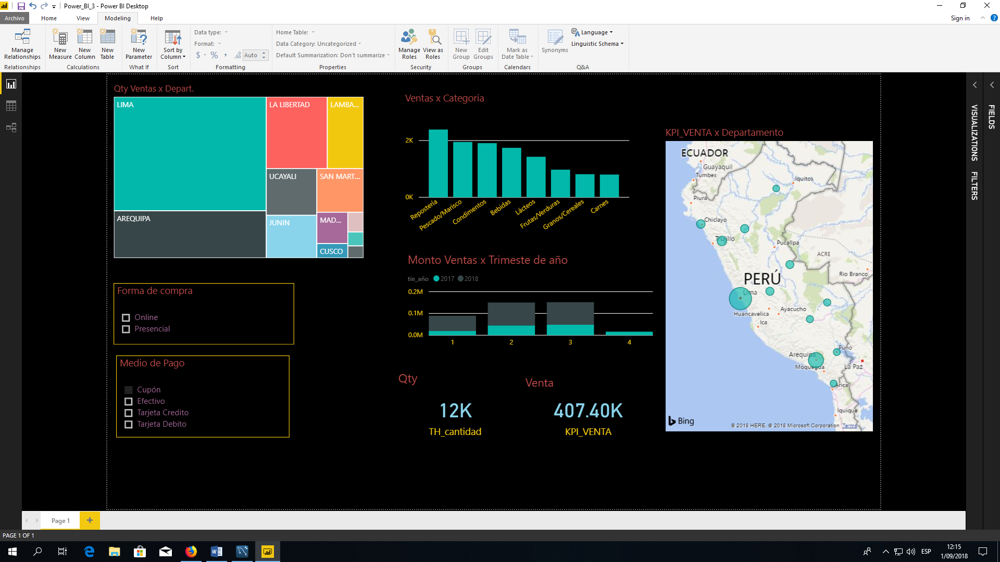 Power_BI_3 - Power BI Desktop
Archivo
Home
View
Modeling
Help
Sign in
Manage Relationships
New Measure
New Column
New Table
New Parameter
Sort by Column
Data type:
Format:
$ % , .00 Auto
Home Table:
Data Category: Uncategorized
Default Summarization: Don't summarize
Manage Roles
View as Roles
New Group
Edit Groups
Mark as Date Table
Synonyms
Language
Linguistic Schema
Relationships
Calculations
What If
Sort
Formatting
Properties
Security
Groups
Calendars
Q&A
Qty Ventas x Depart.
LIMA
LA LIBERTAD
LAMBA...
UCAYALI
SAN MART...
AREQUIPA
JUNIN
MAD...
CUSCO
Forma de compra
Online
Presencial
Medio de Pago
Cupón
Efectivo
Tarjeta Credito
Tarjeta Debito
Ventas x Categoria
2K
0K
Repostería
Pescado/Marisco
Condimentos
Bebidas
Lácteos
Frutas/Verduras
Granos/Cereales
Carnes
Monto Ventas x Trimeste de año
tie_año 2017 2018
0.2M
0.1M
0.0M
1 2 3 4
Qty
12K
TH_cantidad
Venta
407.40K
KPI_VENTA
KPI_VENTA x Departamento
ECUADOR
Guayaquil
Tumbes
Iquitos
Piura
Chiclayo
Trujillo
Pucallpa
ACRE
Rio Branco
PERÚ
Lima
Huancavelica
Ayacucho
Ica
Puno
Arequipa
Moquegua
La Paz
Arica
Iquique
Bing
© 2018 HERE, © 2018 Microsoft Corporation Terms
VISUALIZATIONS
FILTERS
FIELDS
Page 1
PAGE 1 OF 1
ESP
12:15
1/09/2018